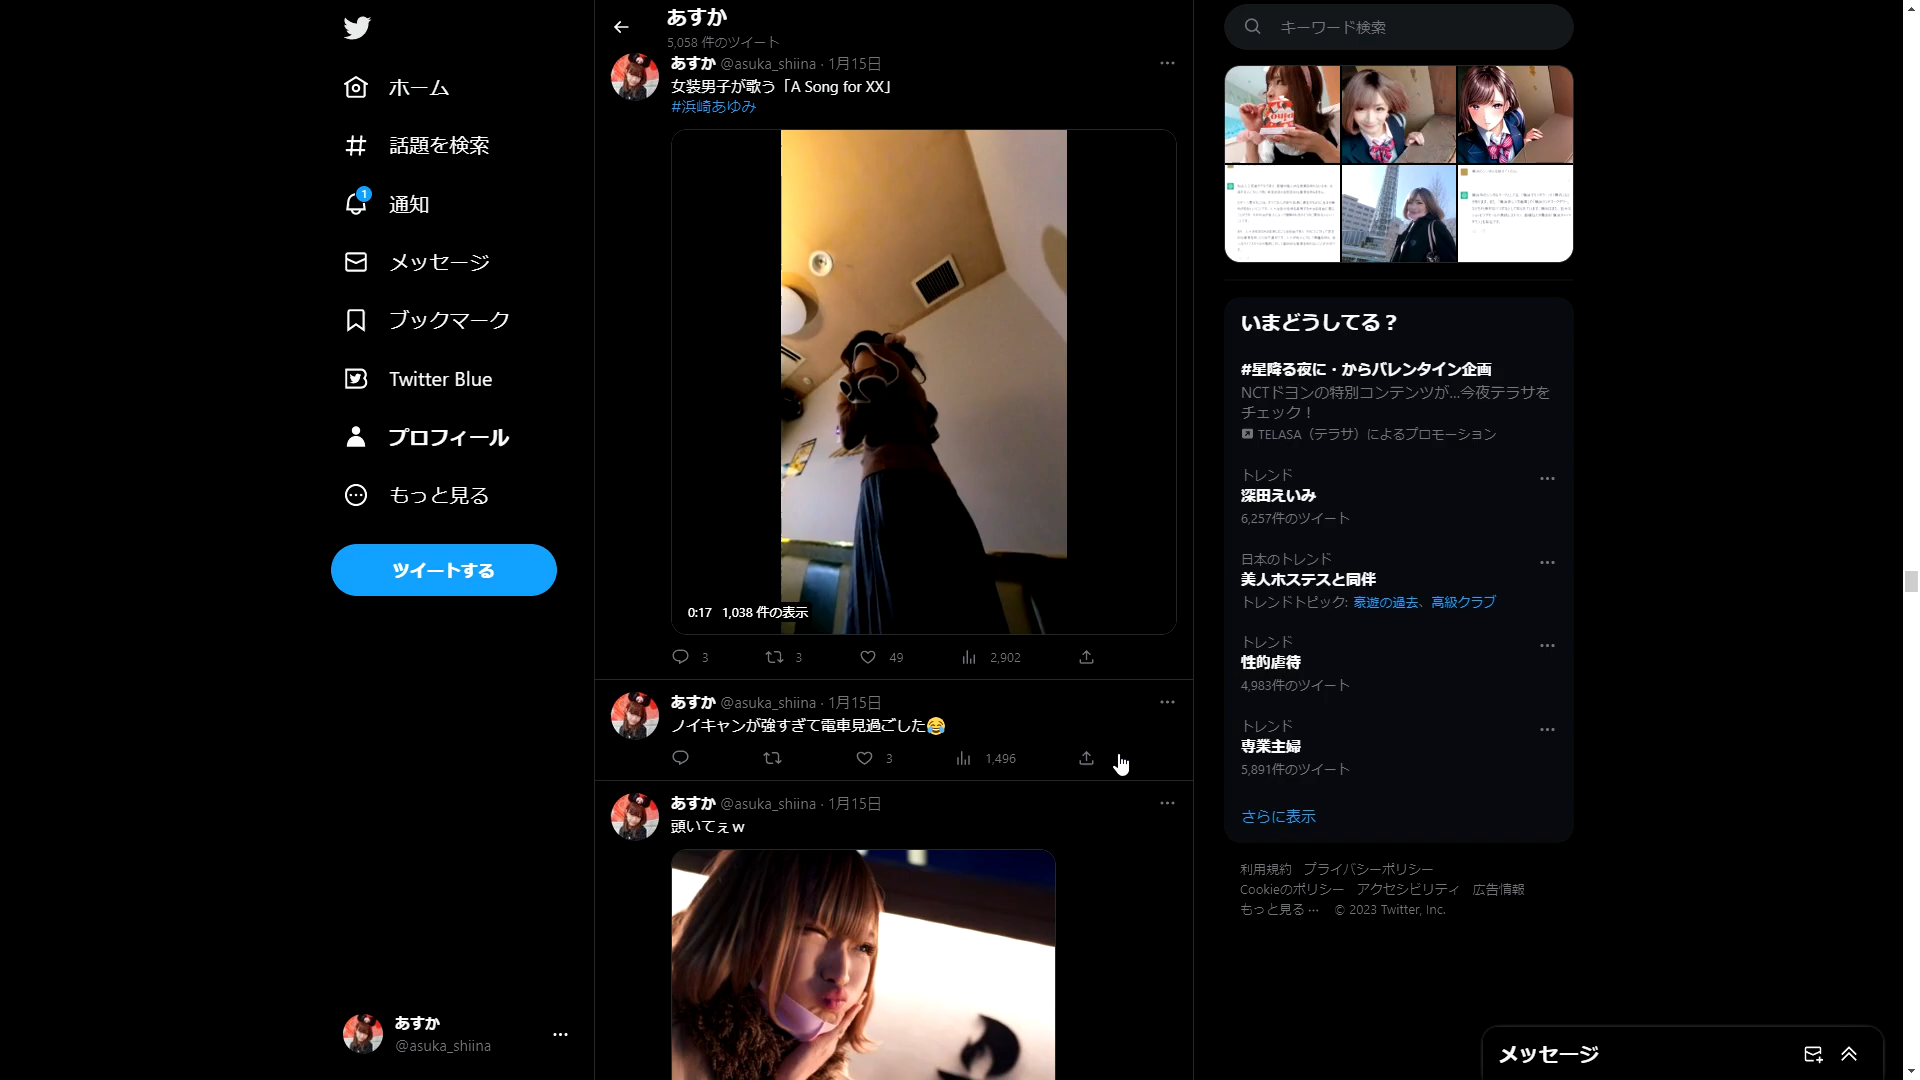 ホーム
話題を検索
1
通知
メッセージ
ブックマーク
Twitter Blue
プロフィール
もっと見る
ツイートする
あすか
@asuka_shiina
あすか
5,058 件のツイート
あすか @asuka_shiina · 1月15日
女装男子が歌う「A Song for XX」
#浜崎あゆみ
0:17 1,038 件の表示
3 3 49 2,902
あすか @asuka_shiina · 1月15日
ノイキャンが強すぎて電車見過ごした😂
3 1,496
あすか @asuka_shiina · 1月15日
頭いてぇw
キーワード検索
いまどうしてる？
#星降る夜に・からバレンタイン企画
NCTドヨンの特別コンテンツが...今夜テラサを
チェック！
TELASA（テラサ）によるプロモーション
トレンド
深田えいみ
6,257件のツイート
日本のトレンド
美人ホステスと同伴
トレンドトピック: 豪遊の過去、高級クラブ
トレンド
性的虐待
4,983件のツイート
トレンド
専業主婦
5,891件のツイート
さらに表示
利用規約 プライバシーポリシー
Cookieのポリシー アクセシビリティ 広告情報
もっと見る ... © 2023 Twitter, Inc.
メッセージ